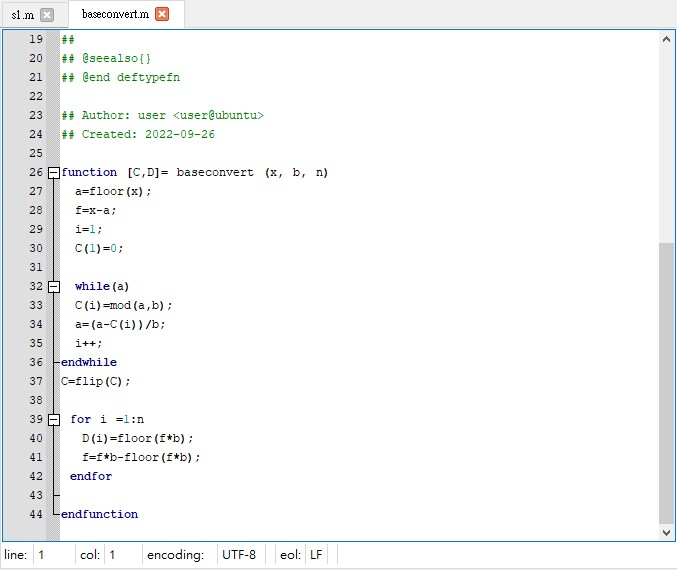 s1.m baseconvert.m
19 ##
20 ## @seealso{}
21 ## @end deftypefn
22
23 ## Author: user <user@ubuntu>
24 ## Created: 2022-09-26
25
26 function [C,D]= baseconvert (x, b, n)
27 a=floor(x);
28 f=x-a;
29 i=1;
30 C(1)=0;
31
32 while(a)
33 C(i)=mod(a,b);
34 a=(a-C(i))/b;
35 i++;
36 endwhile
37 C=flip(C);
38
39 for i =1:n
40 D(i)=floor(f*b);
41 f=f*b-floor(f*b);
42 endfor
43
44 endfunction
line: 1 col: 1 encoding: UTF-8 eol: LF